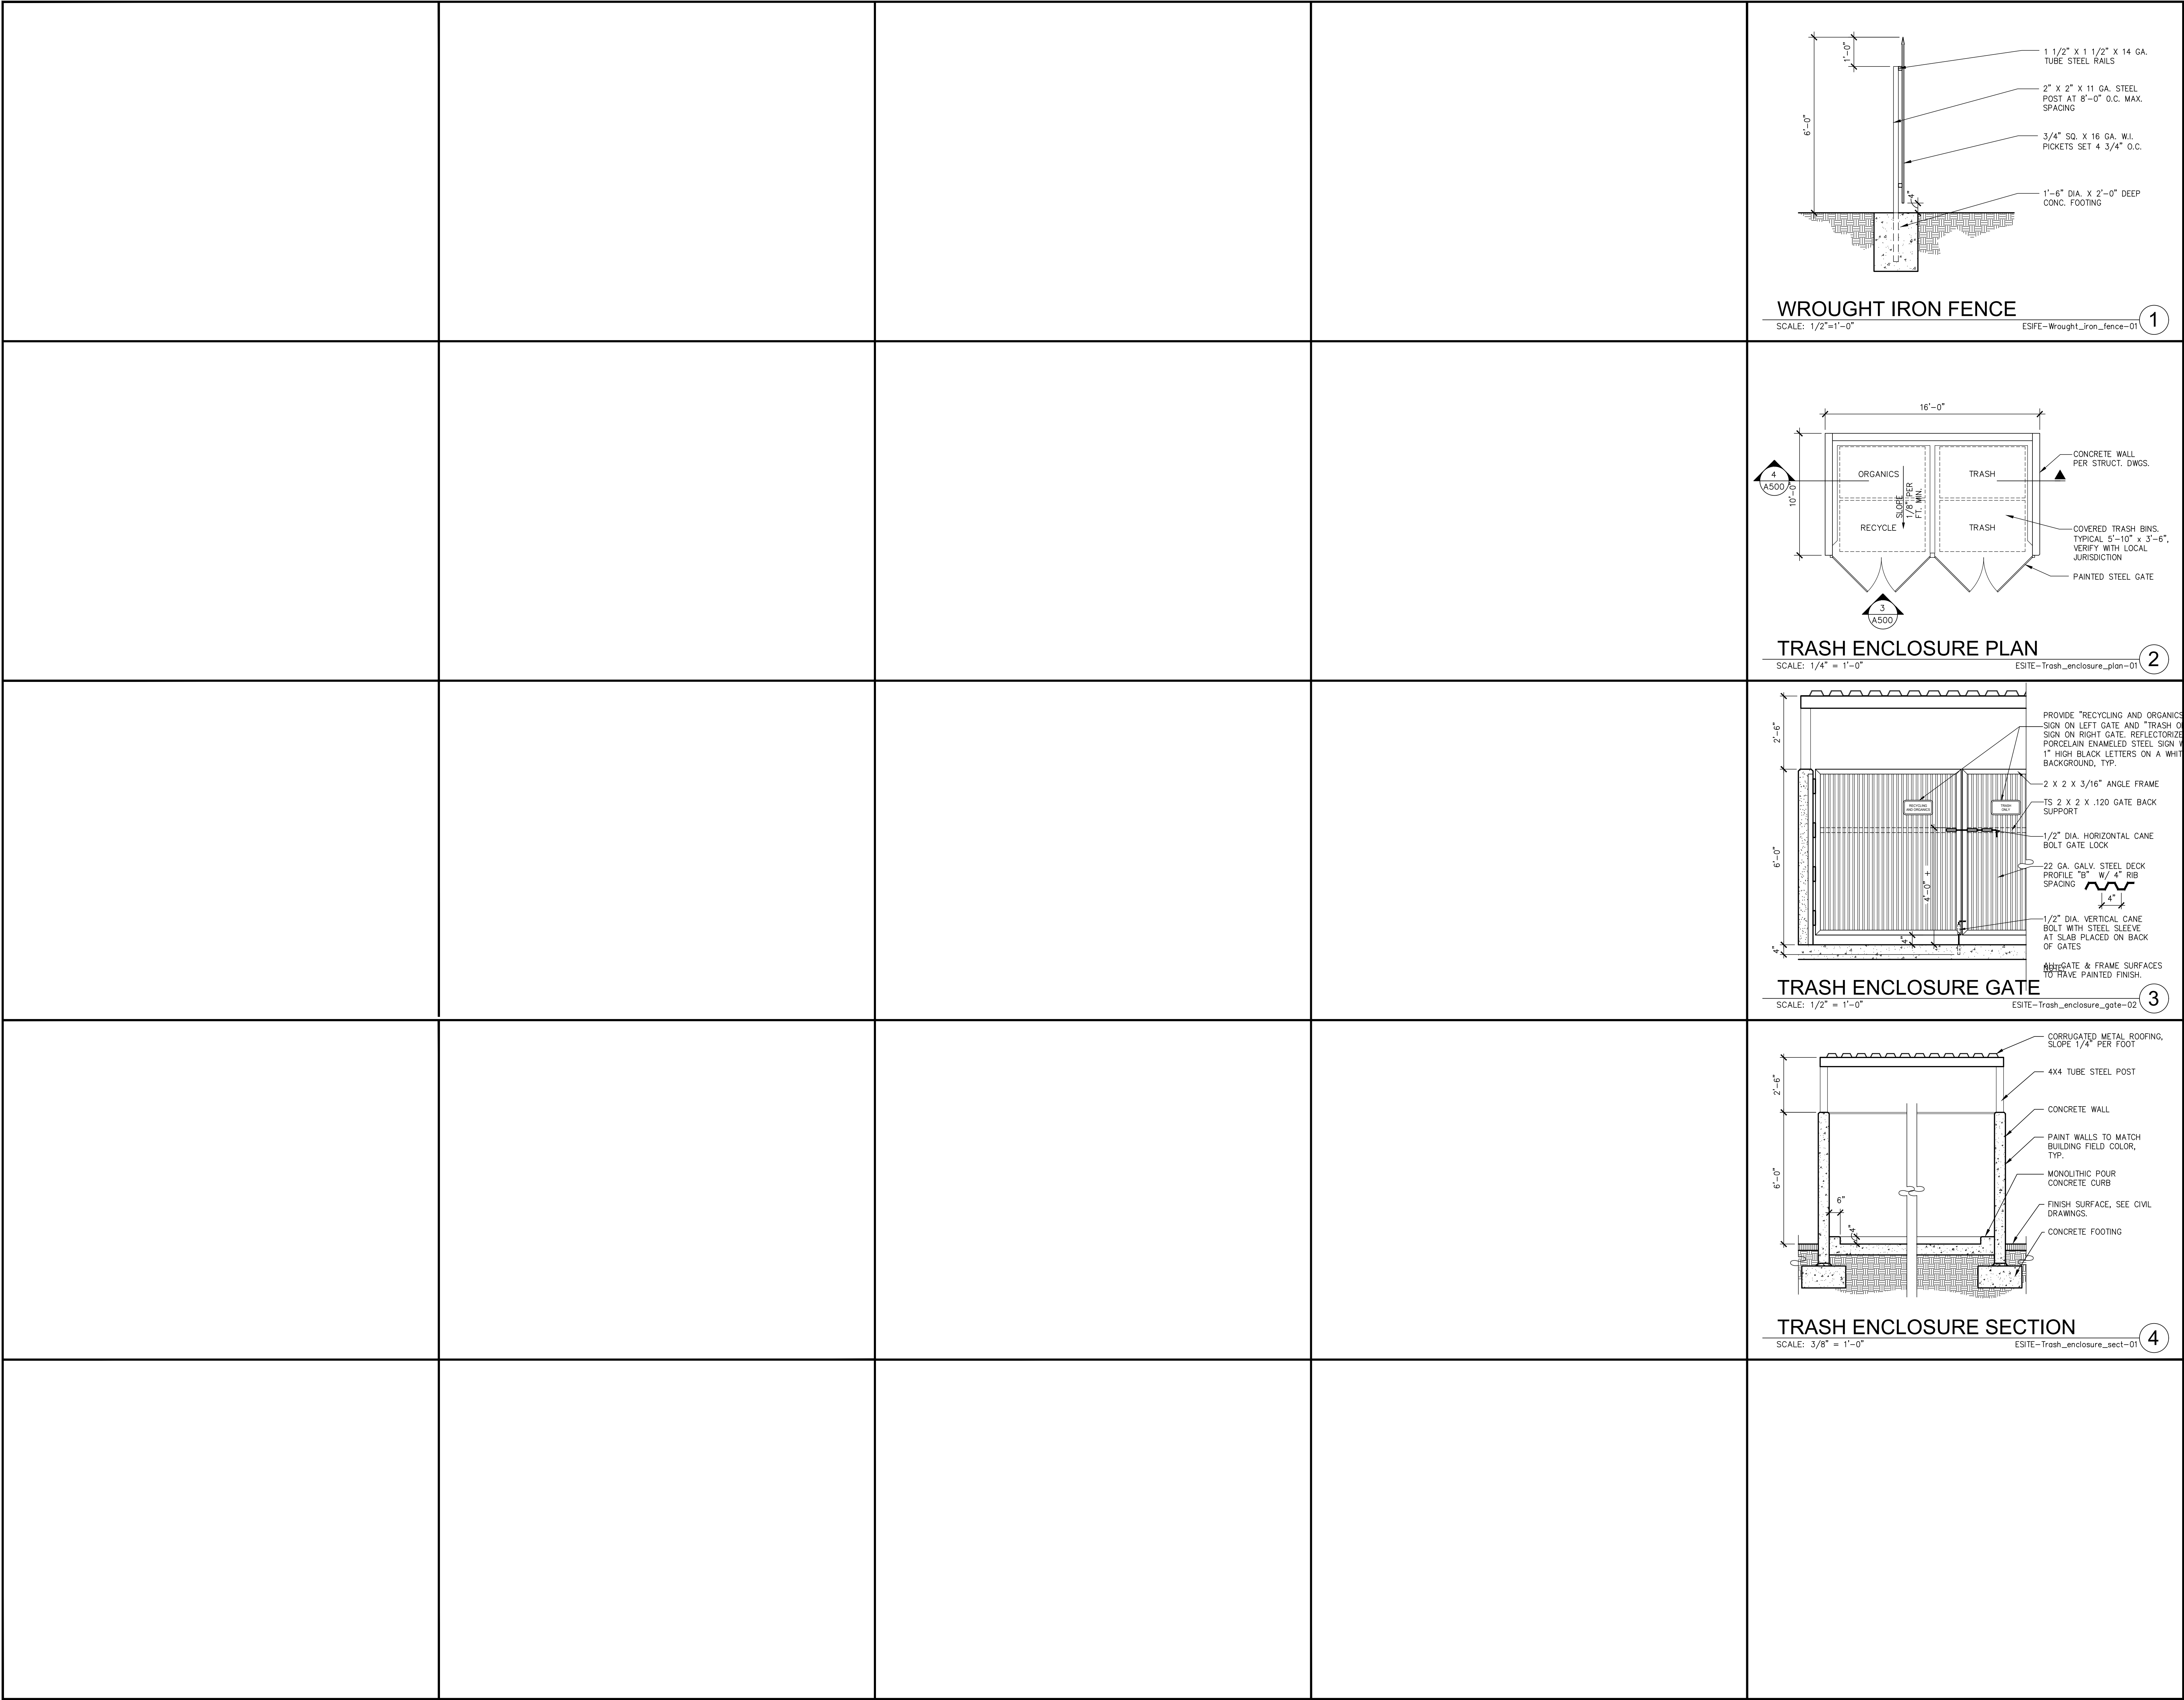 1'-0"
6'-0"
4"
1 1/2" X 1 1/2" X 14 GA.
TUBE STEEL RAILS
2" X 2" X 11 GA. STEEL
POST AT 8'-0" O.C. MAX.
SPACING
3/4" SQ. X 16 GA. W.I.
PICKETS SET 4 3/4" O.C.
1'-6" DIA. X 2'-0" DEEP
CONC. FOOTING
WROUGHT IRON FENCE
SCALE: 1/2"=1'-0"
ESIFE-Wrought_iron_fence-01
1
16'-0"
10'-0"
4
A500
ORGANICS
TRASH
SLOPE
1/8" PER
FT. MIN.
RECYCLE
TRASH
3
A500
CONCRETE WALL
PER STRUCT. DWGS.
COVERED TRASH BINS.
TYPICAL 5'-10" x 3'-6",
VERIFY WITH LOCAL
JURISDICTION
PAINTED STEEL GATE
TRASH ENCLOSURE PLAN
SCALE: 1/4" = 1'-0"
ESITE-Trash_enclosure_plan-01
2
2'-6"
6'-0"
4"
4'-0" +
4"
RECYCLING
AND ORGANICS
TRASH
ONLY
PROVIDE "RECYCLING AND ORGANICS
SIGN ON LEFT GATE AND "TRASH O
SIGN ON RIGHT GATE. REFLECTORIZE
PORCELAIN ENAMELED STEEL SIGN W
1" HIGH BLACK LETTERS ON A WHIT
BACKGROUND, TYP.
2 X 2 X 3/16" ANGLE FRAME
TS 2 X 2 X .120 GATE BACK
SUPPORT
1/2" DIA. HORIZONTAL CANE
BOLT GATE LOCK
22 GA. GALV. STEEL DECK
PROFILE "B" W/ 4" RIB
SPACING
4"
1/2" DIA. VERTICAL CANE
BOLT WITH STEEL SLEEVE
AT SLAB PLACED ON BACK
OF GATES
NOTE:
ALL GATE & FRAME SURFACES
TO HAVE PAINTED FINISH.
TRASH ENCLOSURE GATE
SCALE: 1/2" = 1'-0"
ESITE-Trash_enclosure_gate-02
3
2'-6"
6'-0"
6"
4"
CORRUGATED METAL ROOFING,
SLOPE 1/4" PER FOOT
4X4 TUBE STEEL POST
CONCRETE WALL
PAINT WALLS TO MATCH
BUILDING FIELD COLOR,
TYP.
MONOLITHIC POUR
CONCRETE CURB
FINISH SURFACE, SEE CIVIL
DRAWINGS.
CONCRETE FOOTING
TRASH ENCLOSURE SECTION
SCALE: 3/8" = 1'-0"
ESITE-Trash_enclosure_sect-01
4